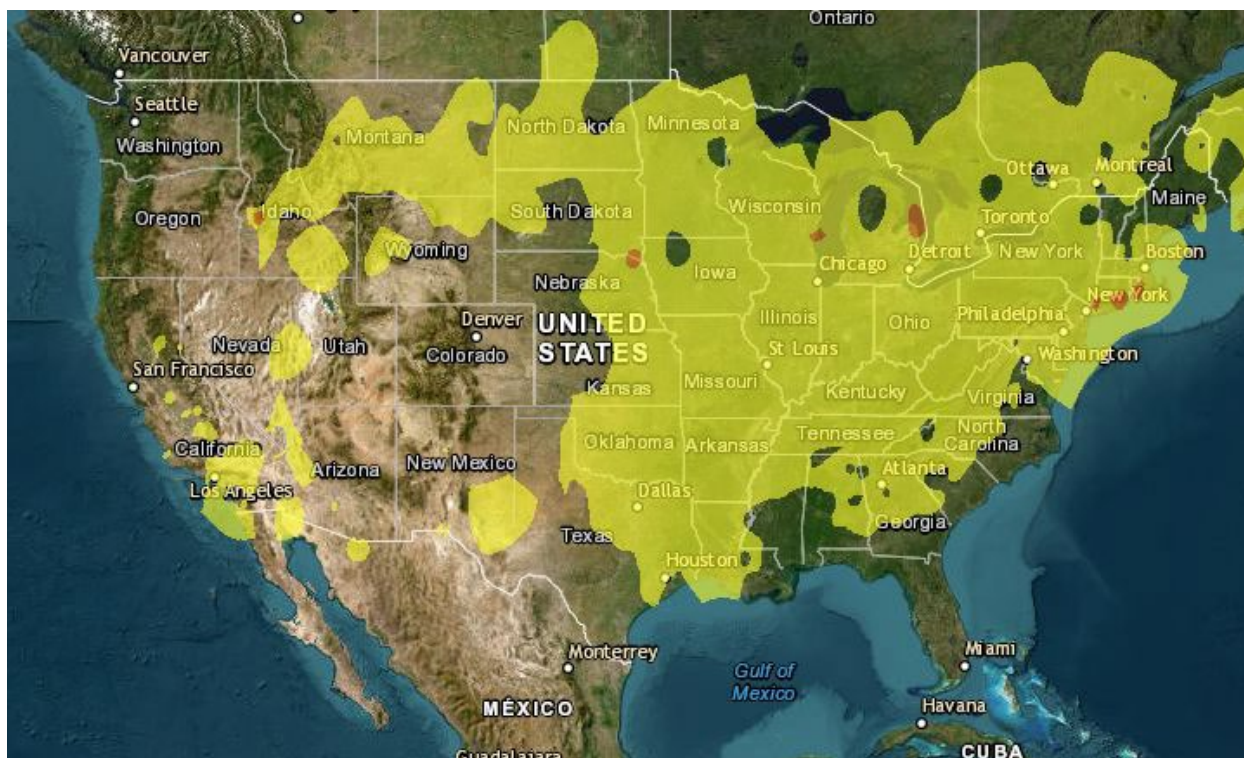 Ontario
Vancouver
Seattle
Washington
Montana
North Dakota
Minnesota
Ottawa
Montreal
Maine
Oregon
Idaho
South Dakota
Wisconsin
Toronto
Wyoming
New York
Boston
Detroit
Chicago
Iowa
Nebraska
New York
Denver
Colorado
UNITED
STATES
Illinois
Ohio
Philadelphia
Nevada
Utah
St Louis
Washington
San Francisco
Kansas
Missouri
Kentucky
Virginia
California
Arizona
New Mexico
Oklahoma
Arkansas
Tennessee
North
Carolina
Atlanta
Los Angeles
Dallas
Georgia
Texas
Houston
Monterrey
Miami
Gulf of
Mexico
MÉXICO
Havana
Guadalajara
CUBA